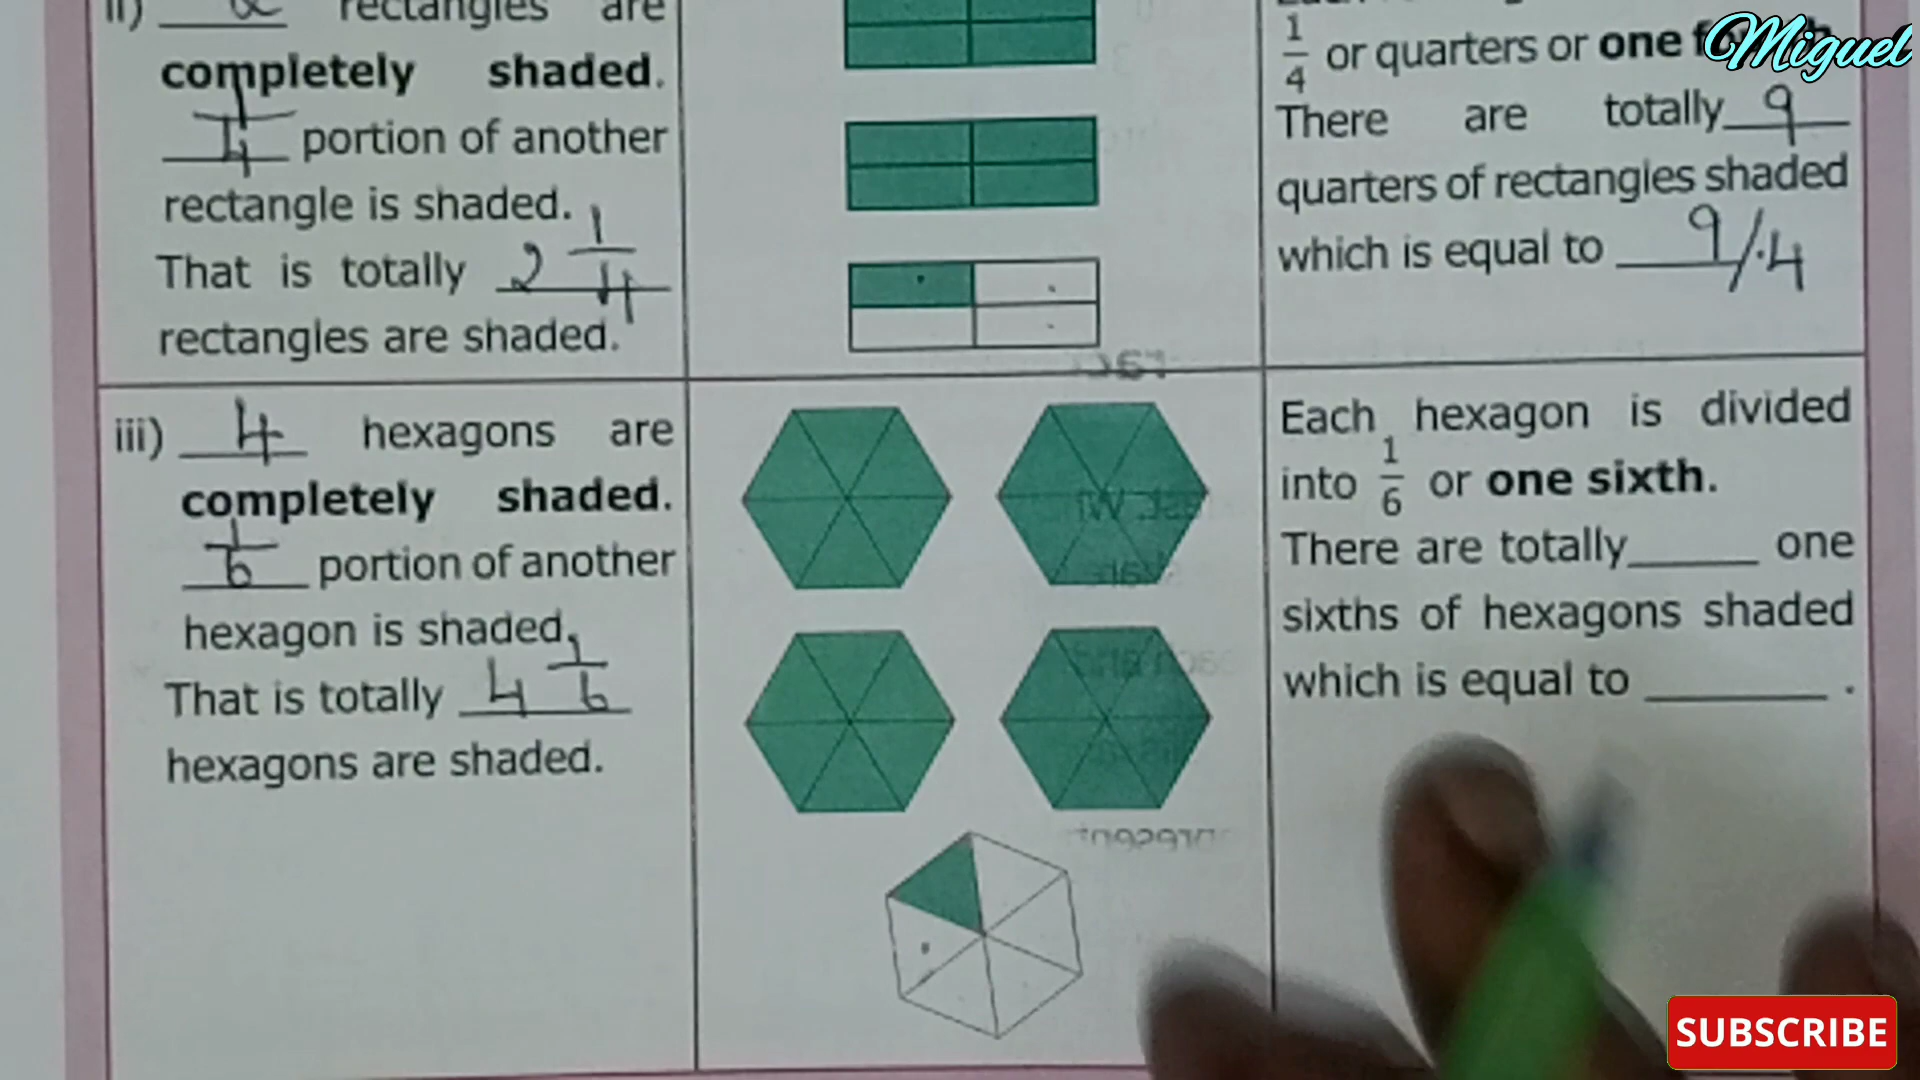 ii) 2 rectangles are
completely shaded.
1/4 portion of another
rectangle is shaded.
That is totally 2 1/4
rectangles are shaded.
1/4 or quarters or one
There are totally 9
quarters of rectangles shaded
which is equal to 9/4
Miguel
iii) 4 hexagons are
completely shaded.
1/6 portion of another
hexagon is shaded.
That is totally 4 1/6
hexagons are shaded.
Each hexagon is divided
into 1/6 or one sixth.
There are totally_____ one
sixths of hexagons shaded
which is equal to _______ .
SUBSCRIBE